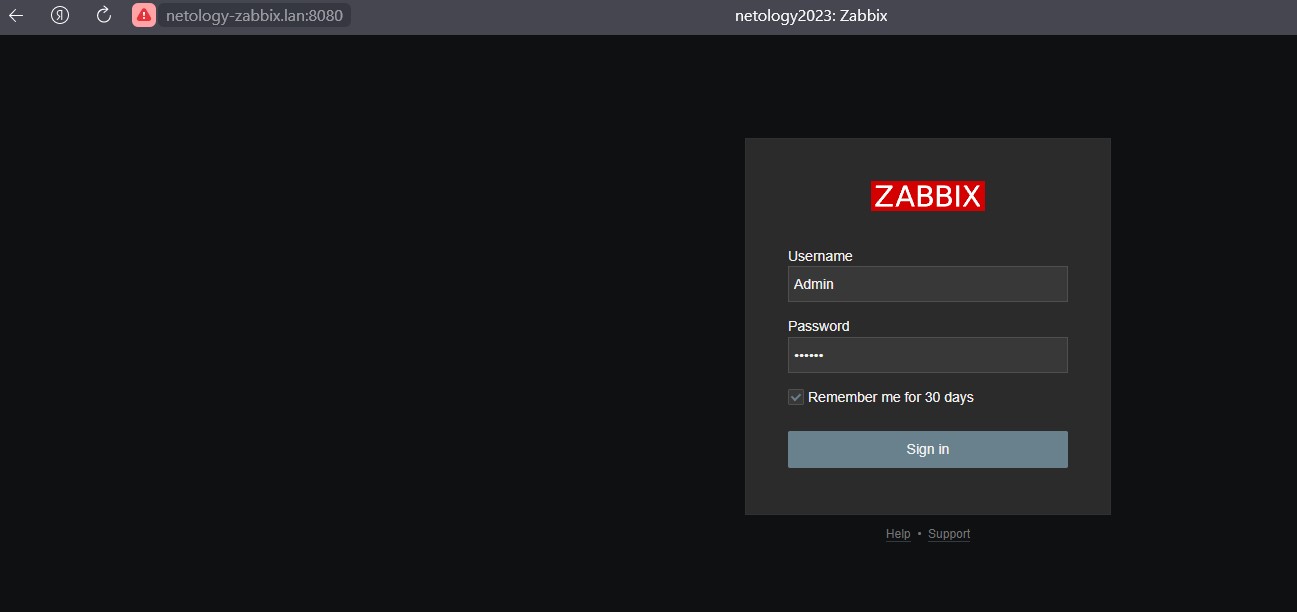 netology-zabbix.lan:8080
netology2023: Zabbix
ZABBIX
Username
Admin
Password
••••••
Remember me for 30 days
Sign in
Help • Support